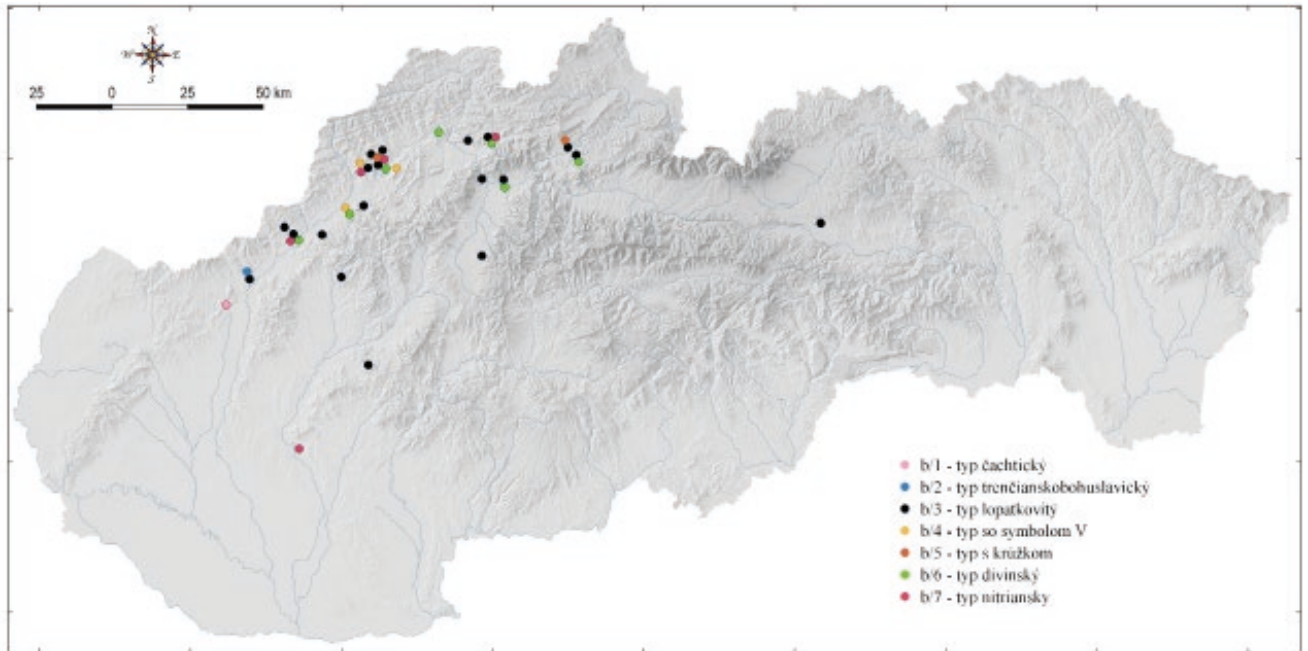 N
W E
S
25 0 25 50 km
b/1 - typ čachtický
b/2 - typ trenčianskobohuslavický
b/3 - typ lopatkovitý
b/4 - typ so symbolom V
b/5 - typ s krúžkom
b/6 - typ divinský
b/7 - typ nitriansky